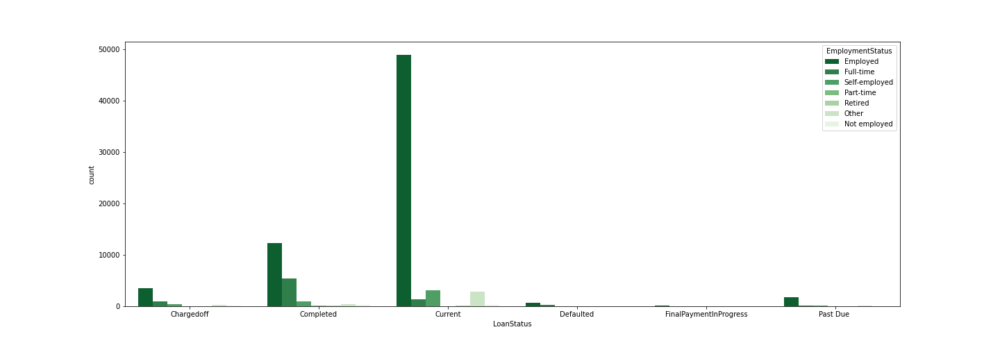 EmploymentStatus
Employed
Full-time
Self-employed
Part-time
Retired
Other
Not employed
50000
40000
30000
20000
10000
0
count
Chargedoff
Completed
Current
Defaulted
FinalPaymentInProgress
Past Due
LoanStatus